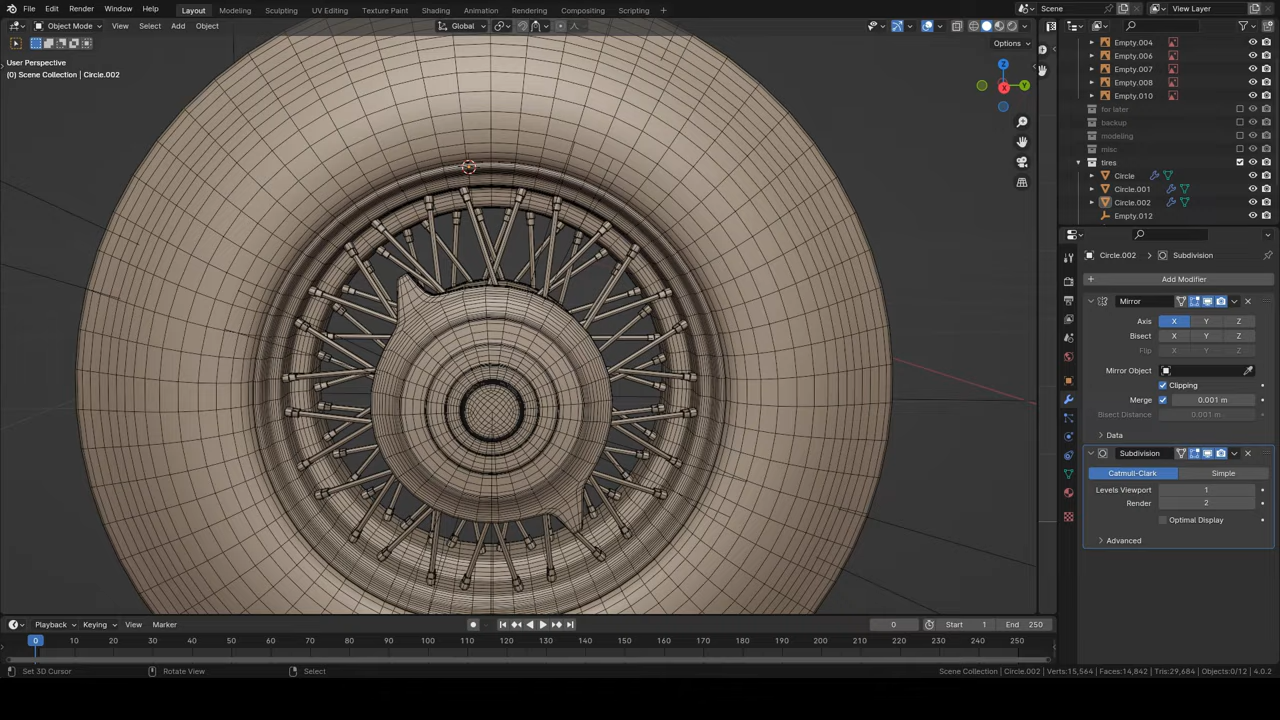 File Edit Render Window Help Layout Modeling Sculpting UV Editing Texture Paint Shading Animation Rendering Compositing Geometry Nodes Scripting + Scene View Layer
Object Mode View Select Add Object Global
Options
User Perspective
(0) Scene Collection | Circle.002
Z
Y
X
Empty.004
Empty.006
Empty.007
Empty.008
Empty.010
for later
backup
modeling
misc
tires
Circle
Circle.001
Circle.002
Empty.012
Circle.002 > Subdivision
+ Add Modifier
Mirror
Axis X Y Z
Bisect X Y Z
Flip X Y Z
Mirror Object
Clipping
Merge 0.001 m
Bisect Distance 0.001 m
Data
Subdivision
Catmull-Clark Simple
Levels Viewport 1
Render 2
Optimal Display
Advanced
Playback Keying View Marker 0 Start 1 End 250
0 10 20 30 40 50 60 70 80 90 100 110 120 130 140 150 160 170 180 190 200 210 220 230 240 250
Set 3D Cursor Rotate View Select Scene Collection | Circle.002 | Verts:15,564 | Faces:14,842 | Tris:29,684 | Objects:0/12 | 4.0.2